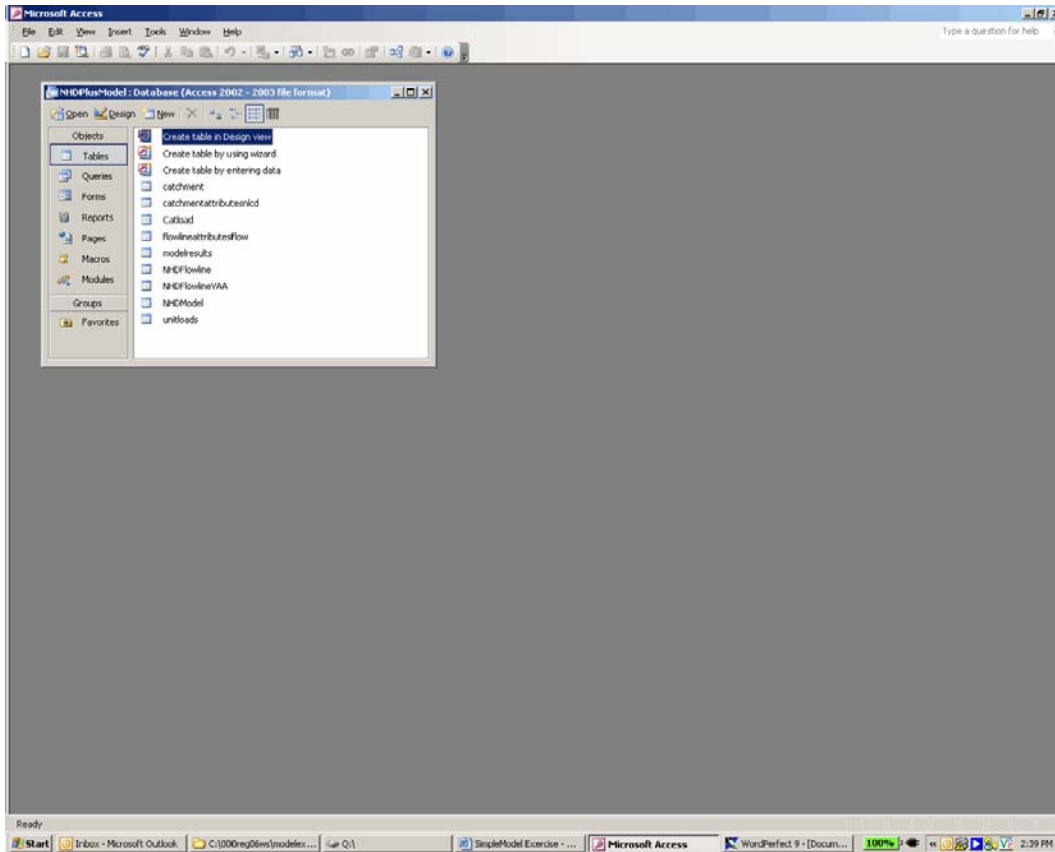 Microsoft Access
File Edit View Insert Tools Window Help
Type a question for help
NHDPlusModel : Database (Access 2002 - 2003 file format)
Open Design New
Objects
Tables
Queries
Forms
Reports
Pages
Macros
Modules
Groups
Favorites
Create table in Design view
Create table by using wizard
Create table by entering data
catchment
catchmentattributesnlcd
Catload
flowlineattributesflow
modelresults
NHDFlowline
NHDFlowlineVAA
NHDModel
unitloads
Ready
Start Inbox - Microsoft Outlook C:\000reg06ws\modelex... Q:\ SimpleModel Exercise - ... Microsoft Access WordPerfect 9 - [Docum... 100% 2:39 PM